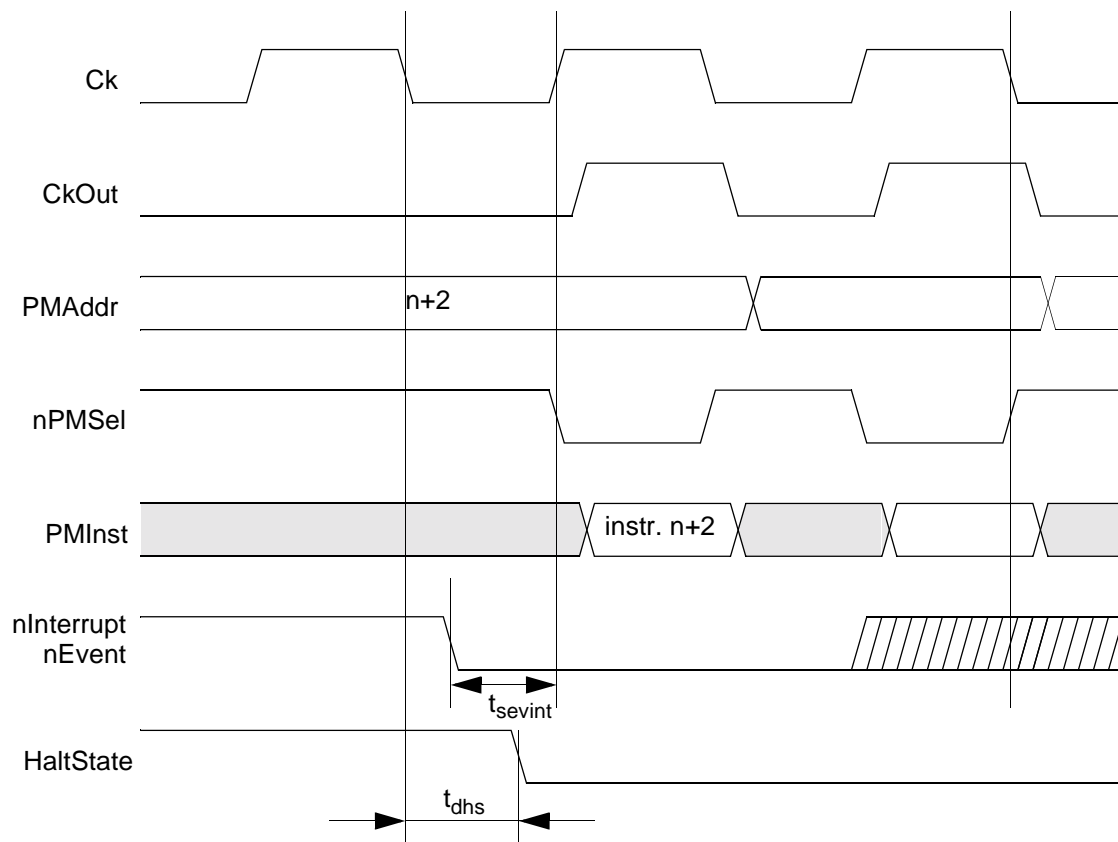 Ck
CkOut
PMAddr
n+2
nPMSel
PMInst
instr. n+2
nInterrupt
nEvent
tsevint
HaltState
tdhs